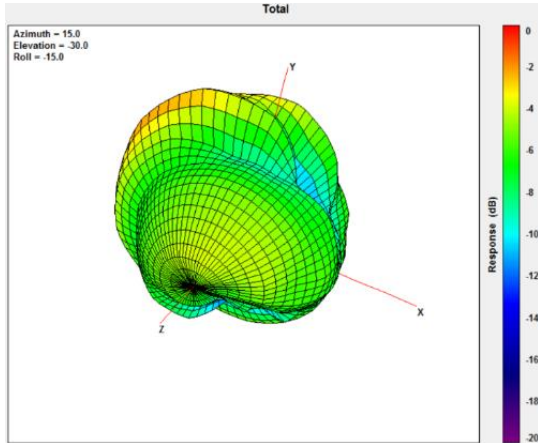 Total
Azimuth = 15.0
Elevation = -30.0
Roll = -15.0
Y
X
Z
Response (dB)
0
-2
-4
-6
-8
-10
-12
-14
-16
-18
-20